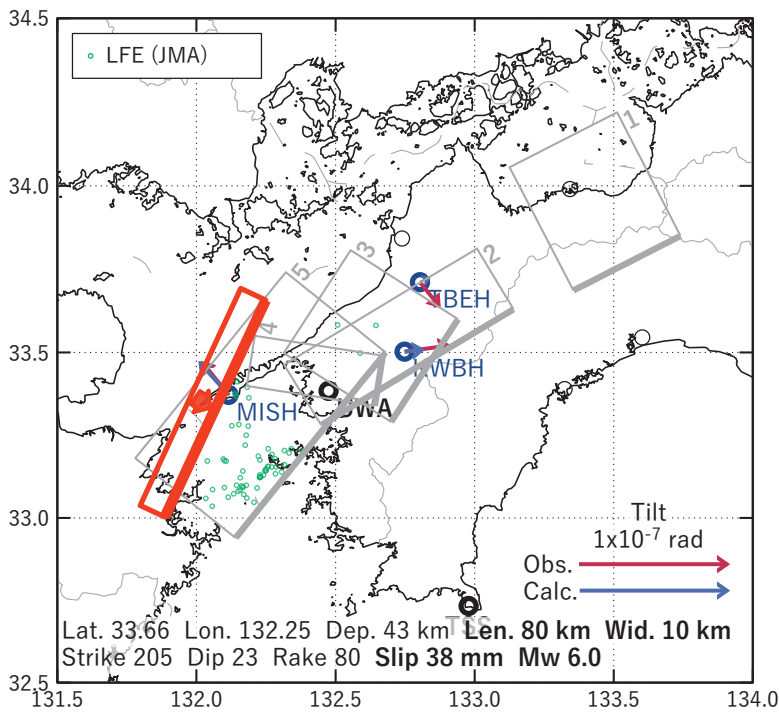 34.5
LFE (JMA)
34.0
1
2
3
5
4
TBEH
33.5
KWBH
UWA
MISH
33.0
Tilt
1x10⁻⁷ rad
Obs.
Calc.
TSS
Lat. 33.66 Lon. 132.25 Dep. 43 km Len. 80 km Wid. 10 km
Strike 205 Dip 23 Rake 80 Slip 38 mm Mw 6.0
32.5
131.5 132.0 132.5 133.0 133.5 134.0